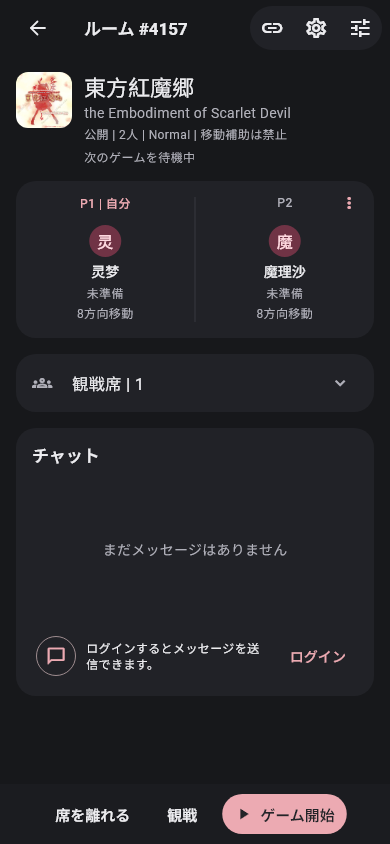 ルーム #4157
東方紅魔郷
the Embodiment of Scarlet Devil
公開 | 2人 | Normal | 移動補助は禁止
次のゲームを待機中
P1 | 自分
P2
灵
魔
灵梦
魔理沙
未準備
未準備
8方向移動
8方向移動
観戦席 | 1
チャット
まだメッセージはありません
ログインするとメッセージを送
信できます。
ログイン
席を離れる
観戦
ゲーム開始